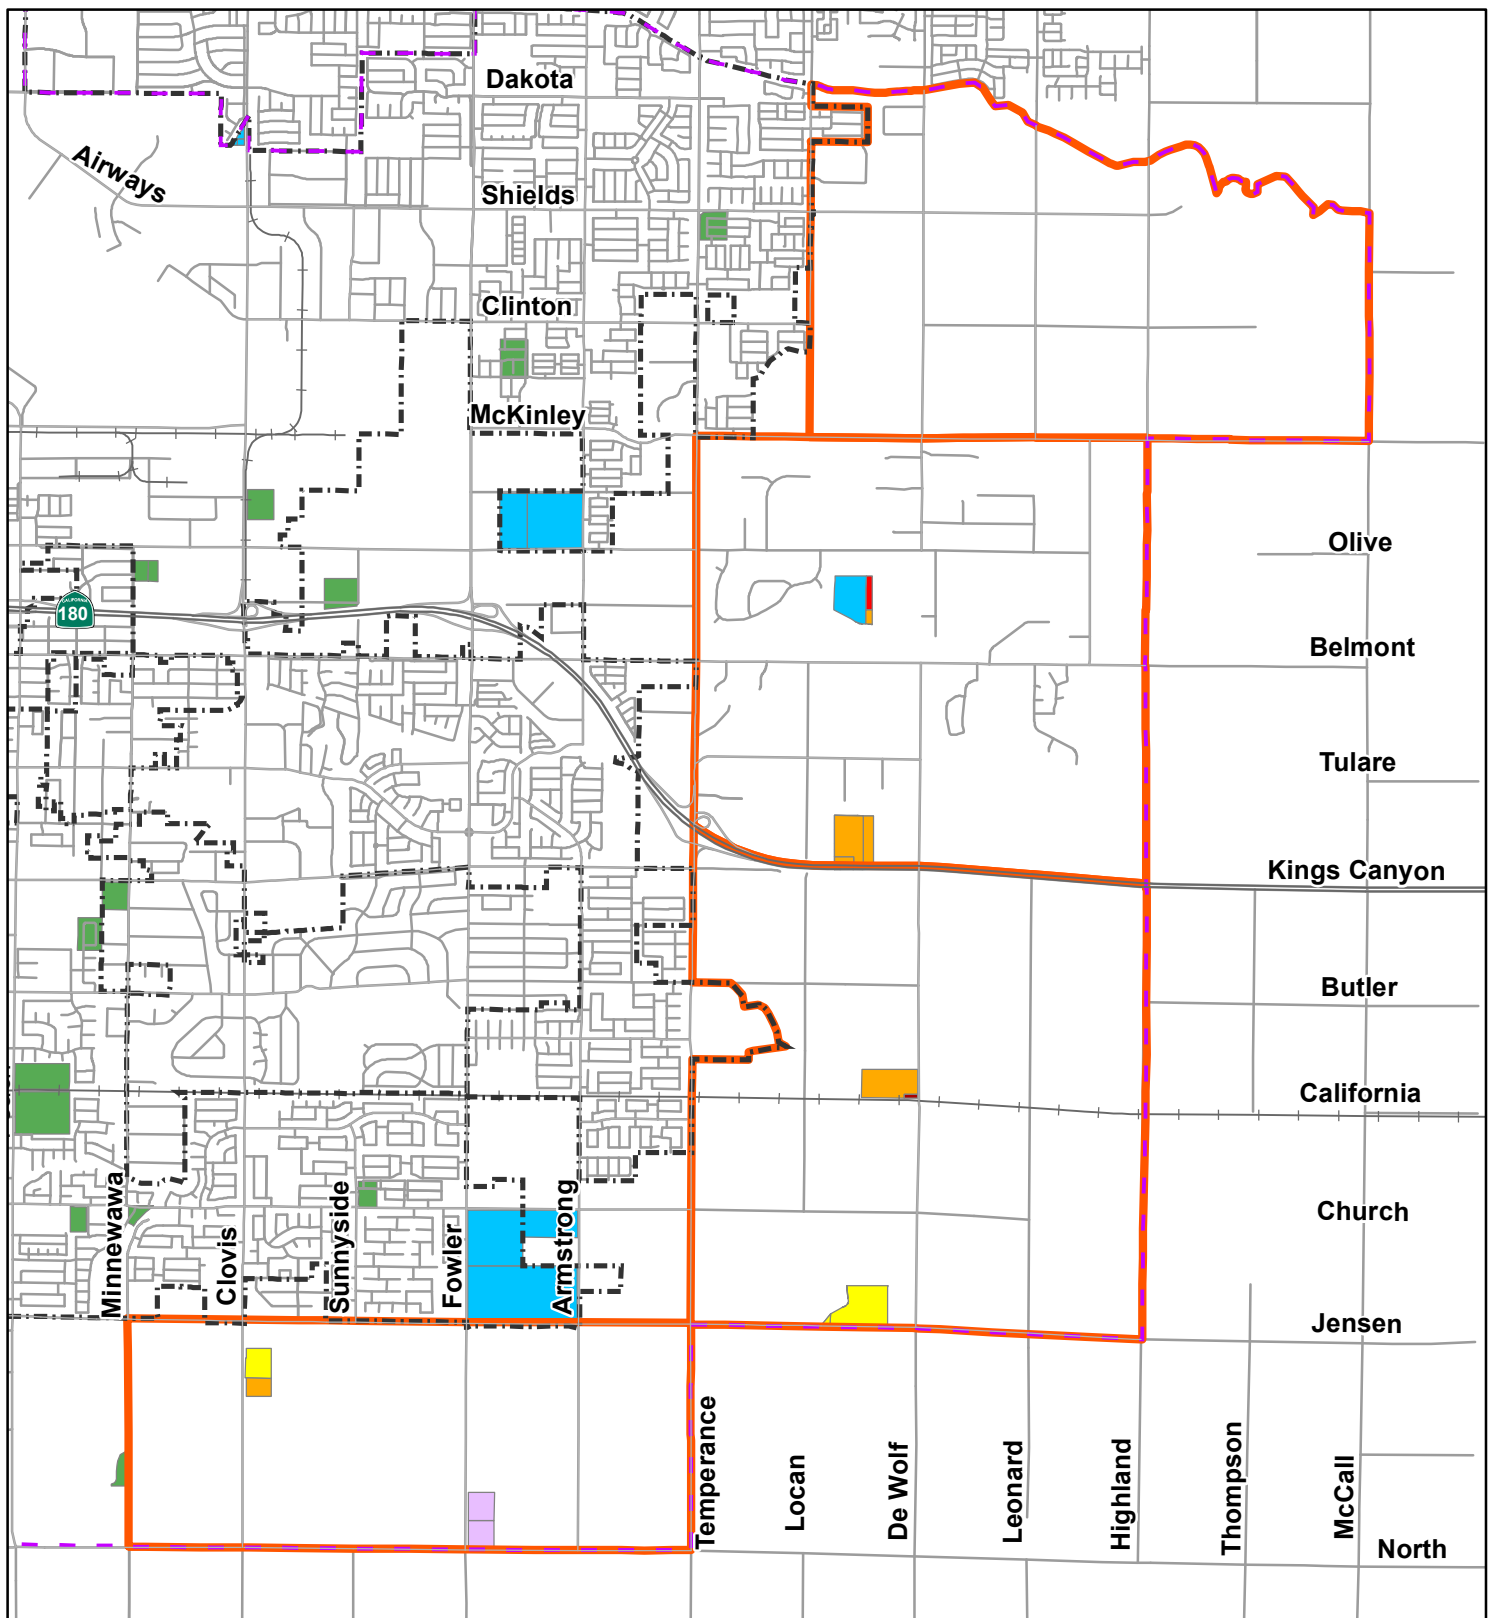 Dakota
Airways
Shields
Clinton
McKinley
Olive
CALIFORNIA
180
Belmont
Tulare
Kings Canyon
Butler
California
Church
Minnewawa
Clovis
Sunnyside
Fowler
Armstrong
Jensen
Temperance
Locan
De Wolf
Leonard
Highland
Thompson
McCall
North